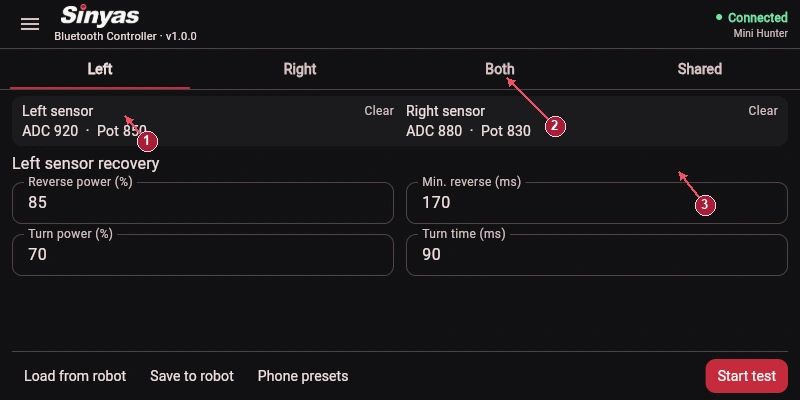 Sinyas
Bluetooth Controller · v1.0.0
Connected
Mini Hunter
Left Right Both Shared
Left sensor Clear
ADC 920 · Pot 850
Right sensor Clear
ADC 880 · Pot 830
1
2
3
Left sensor recovery
Reverse power (%)
85
Min. reverse (ms)
170
Turn power (%)
70
Turn time (ms)
90
Load from robot Save to robot Phone presets Start test